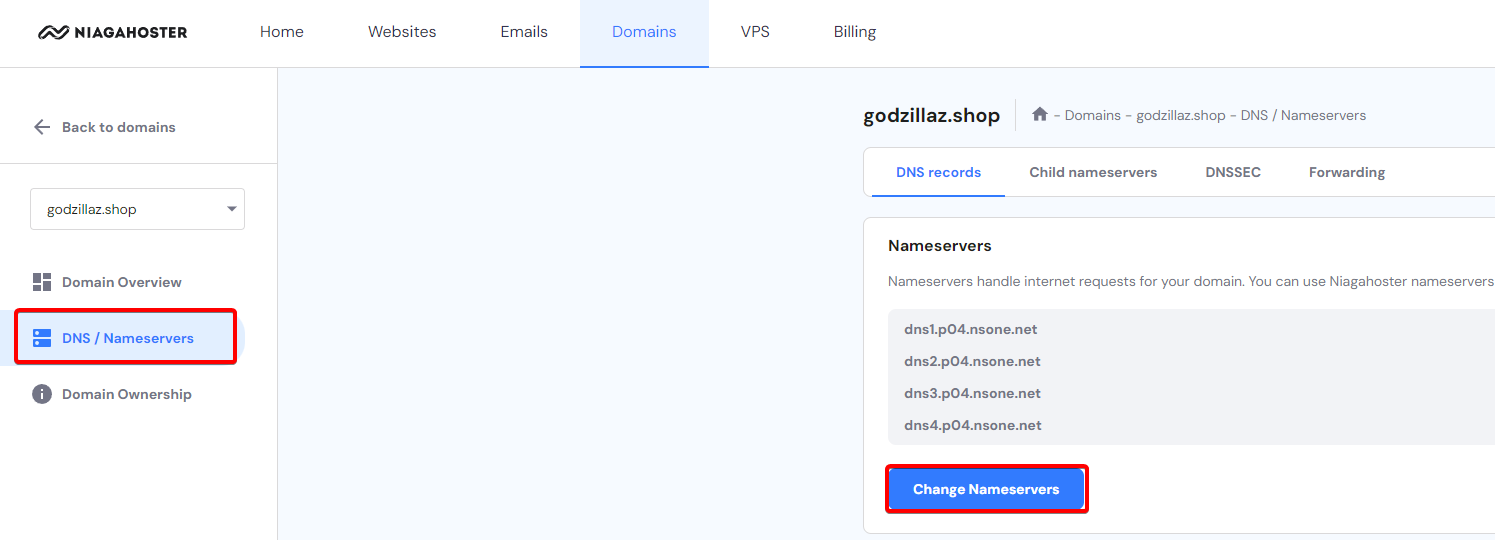 NIAGAHOSTER Home Websites Emails Domains VPS Billing
Back to domains
godzillaz.shop
Domain Overview
DNS / Nameservers
Domain Ownership
godzillaz.shop - Domains - godzillaz.shop - DNS / Nameservers
DNS records Child nameservers DNSSEC Forwarding
Nameservers
Nameservers handle internet requests for your domain. You can use Niagahoster nameservers
dns1.p04.nsone.net
dns2.p04.nsone.net
dns3.p04.nsone.net
dns4.p04.nsone.net
Change Nameservers